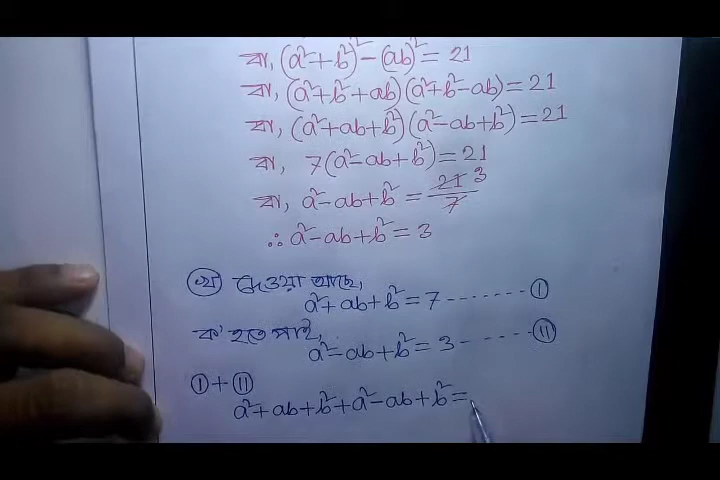 বা, (a²+b²)²-(ab)² = 21
বা, (a²+b²+ab)(a²+b²-ab) = 21
বা, (a²+ab+b²)(a²-ab+b²) = 21
বা, 7(a²-ab+b²) = 21
বা, a²-ab+b² = 21/7 3
∴ a²-ab+b² = 3
খ দেওয়া আছে,
a²+ab+b² = 7 ------- I
ক' হতে পাই,
a²-ab+b² = 3 ------ II
I + II
a²+ab+b²+a²-ab+b² =